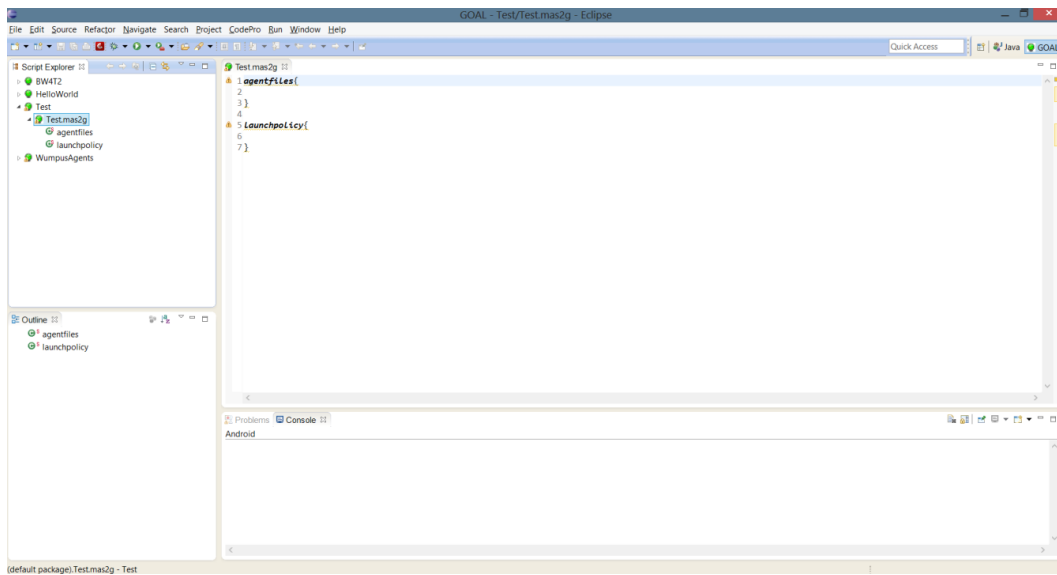 GOAL - Test/Test.mas2g - Eclipse
File Edit Source Refactor Navigate Search Project CodePro Run Window Help
Quick Access
Java
GOAL
Script Explorer
BW4T2
HelloWorld
Test
Test.mas2g
agentfiles
launchpolicy
WumpusAgents
Test.mas2g
1 agentfiles{
2
3 }
4
5 launchpolicy{
6
7 }
Outline
agentfiles
launchpolicy
Problems Console
Android
(default package).Test.mas2g - Test